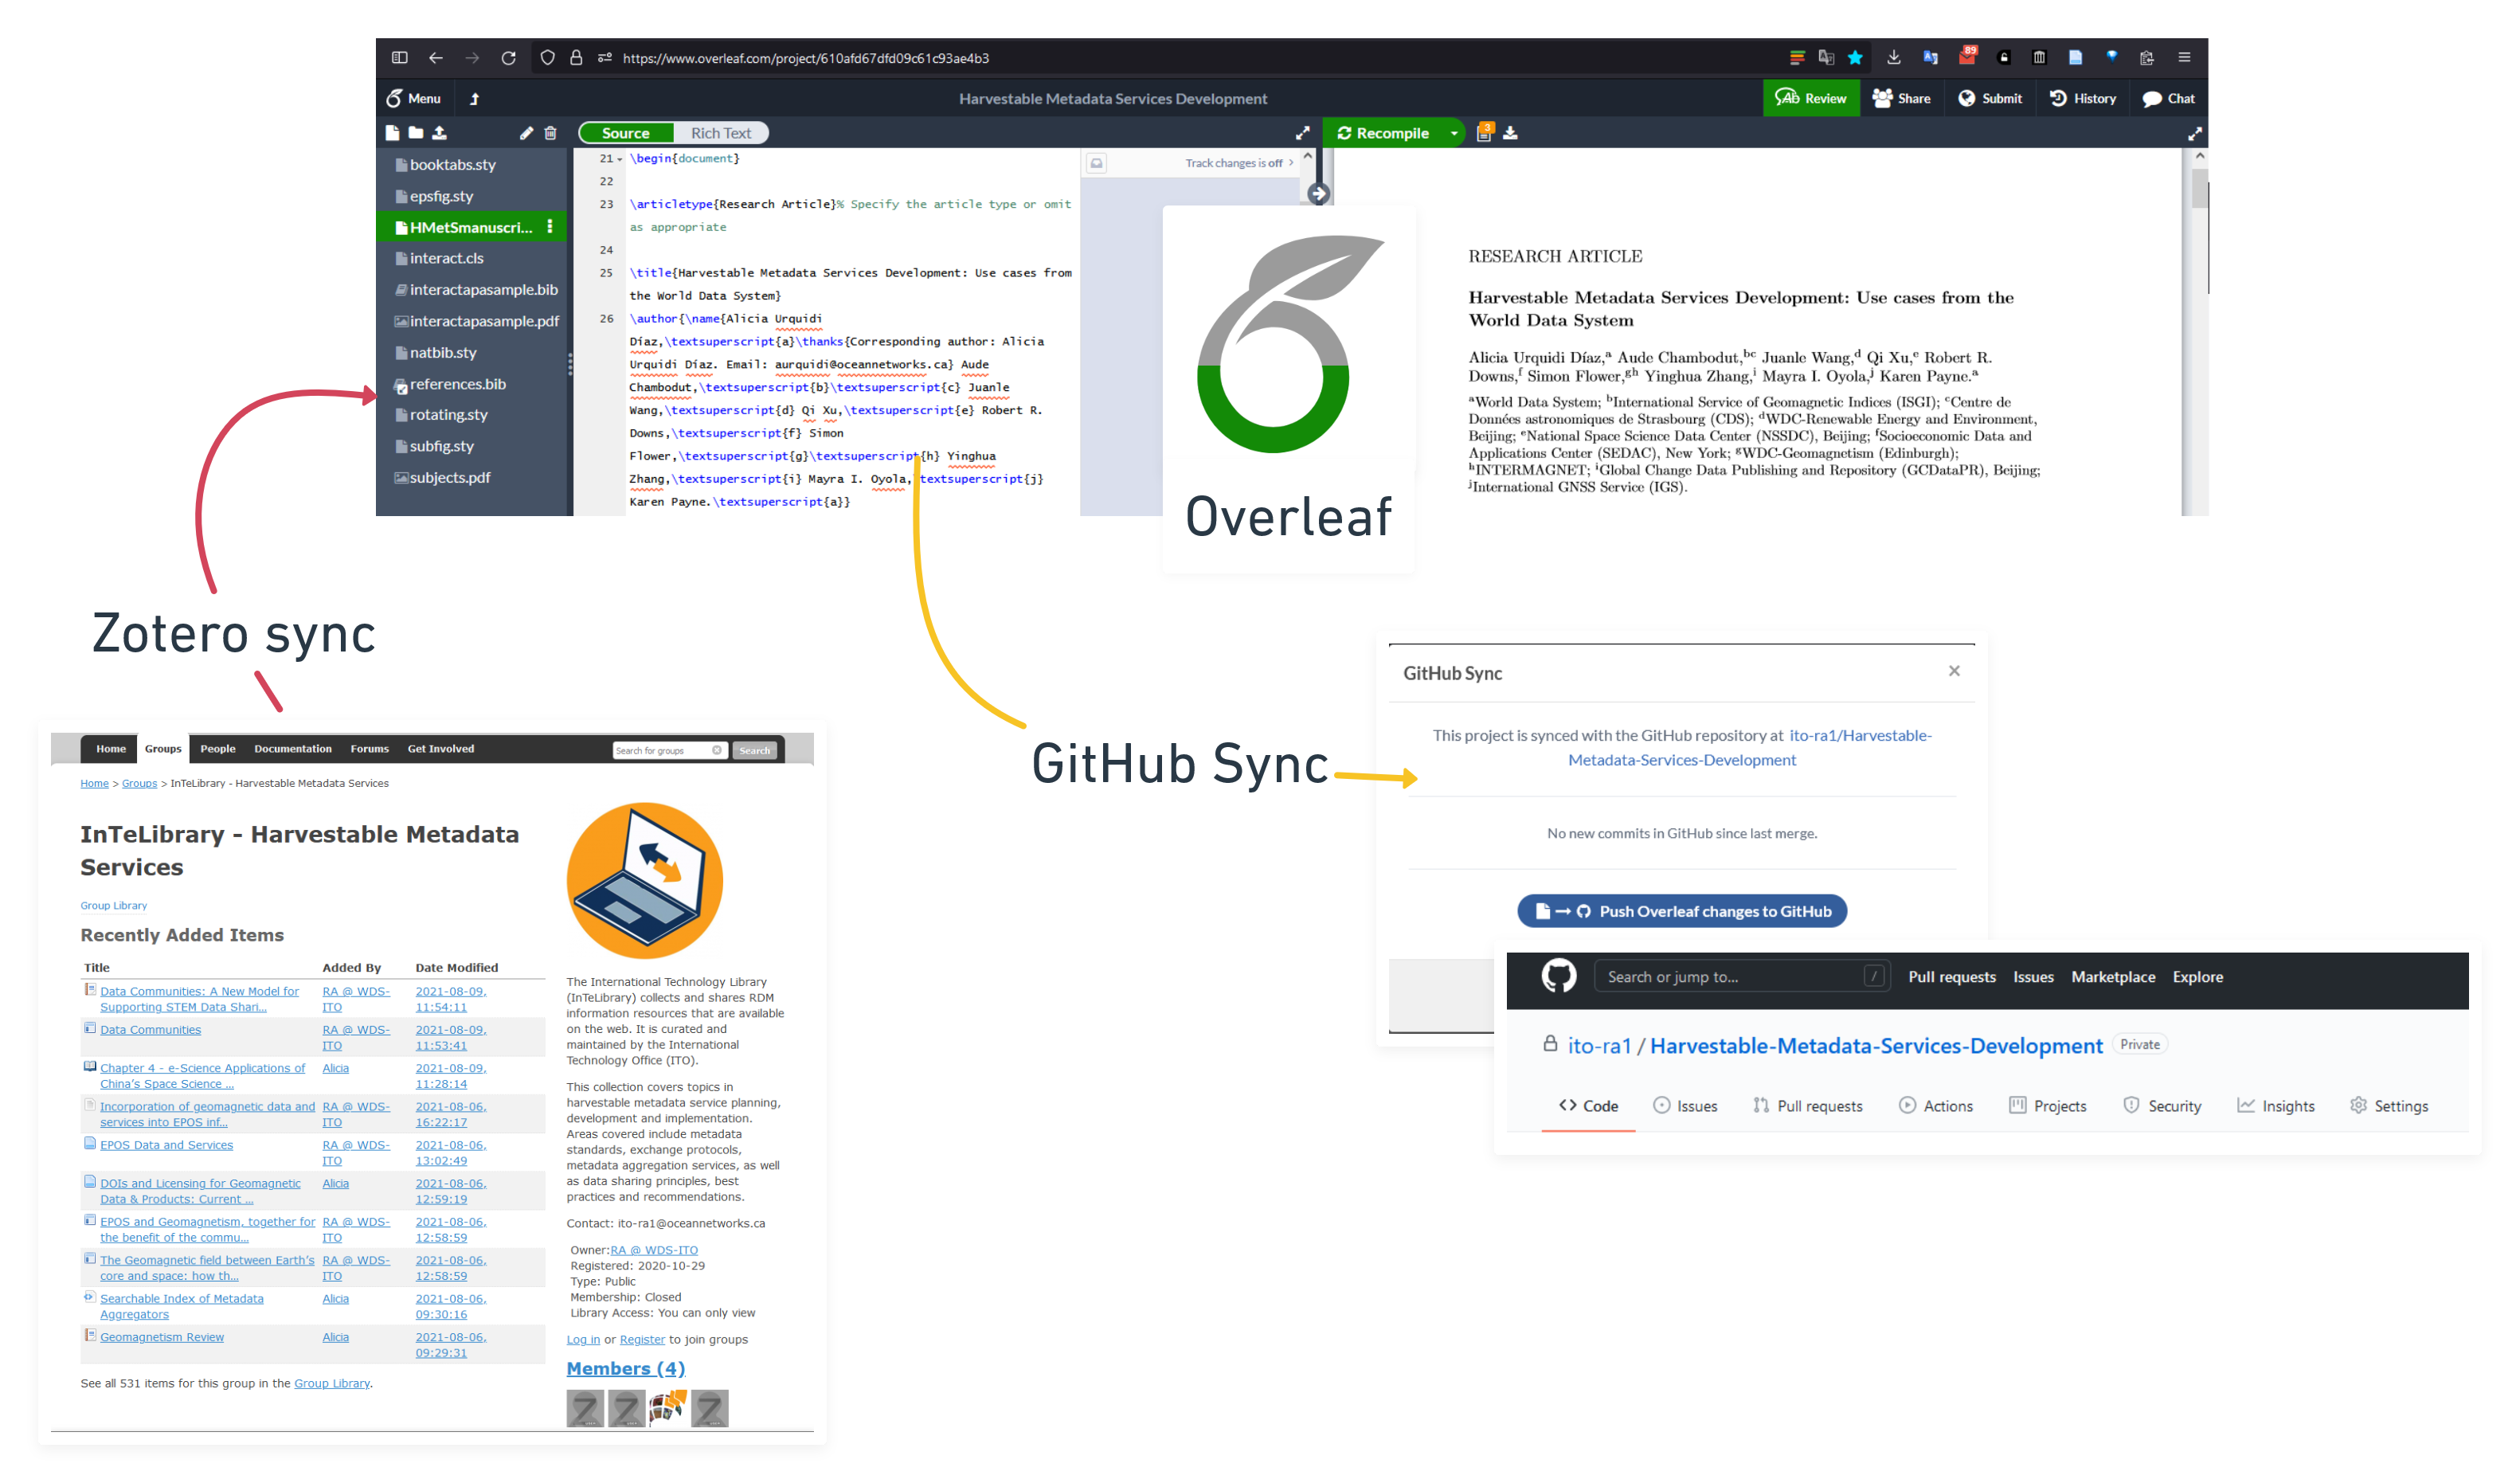 https://www.overleaf.com/project/610afd67dfd09c61c93ae4b3
89
Menu
Harvestable Metadata Services Development
Review
Share
Submit
History
Chat
Source
Rich Text
Recompile
3
booktabs.sty
epsfig.sty
HMetSmanuscri...
interact.cls
interactapasample.bib
interactapasample.pdf
natbib.sty
references.bib
rotating.sty
subfig.sty
subjects.pdf
21 \begin{document}
22
23 \articletype{Research Article}% Specify the article type or omit
as appropriate
24
25 \title{Harvestable Metadata Services Development: Use cases from
the World Data System}
26 \author{\name{Alicia Urquidi
Díaz,\textsuperscript{a}\thanks{Corresponding author: Alicia
Urquidi Díaz. Email: aurquidi@oceannetworks.ca} Aude
Chambodut,\textsuperscript{b}\textsuperscript{c} Juanle
Wang,\textsuperscript{d} Qi Xu,\textsuperscript{e} Robert R.
Downs,\textsuperscript{f} Simon
Flower,\textsuperscript{g}\textsuperscript{h} Yinghua
Zhang,\textsuperscript{i} Mayra I. Oyola,\textsuperscript{j}
Karen Payne.\textsuperscript{a}}
Track changes is off
Overleaf
RESEARCH ARTICLE
Harvestable Metadata Services Development: Use cases from the
World Data System
Alicia Urquidi Díaz,a Aude Chambodut,bc Juanle Wang,d Qi Xu,e Robert R.
Downs,f Simon Flower,gh Yinghua Zhang,i Mayra I. Oyola,j Karen Payne.a
aWorld Data System; bInternational Service of Geomagnetic Indices (ISGI); cCentre de
Données astronomiques de Strasbourg (CDS); dWDC-Renewable Energy and Environment,
Beijing; eNational Space Science Data Center (NSSDC), Beijing; fSocioeconomic Data and
Applications Center (SEDAC), New York; gWDC-Geomagnetism (Edinburgh);
hINTERMAGNET; iGlobal Change Data Publishing and Repository (GCDataPR), Beijing;
jInternational GNSS Service (IGS).
Zotero sync
GitHub Sync
Home
Groups
People
Documentation
Forums
Get Involved
Search for groups
Search
Home > Groups > InTeLibrary - Harvestable Metadata Services
InTeLibrary - Harvestable Metadata
Services
Group Library
Recently Added Items
Title Added By Date Modified
Data Communities: A New Model for RA @ WDS- 2021-08-09,
Supporting STEM Data Shari... ITO 11:54:11
Data Communities RA @ WDS- 2021-08-09,
ITO 11:53:41
Chapter 4 - e-Science Applications of Alicia 2021-08-09,
China's Space Science ... 11:28:14
Incorporation of geomagnetic data and RA @ WDS- 2021-08-06,
services into EPOS inf... ITO 16:22:17
EPOS Data and Services RA @ WDS- 2021-08-06,
ITO 13:02:49
DOIs and Licensing for Geomagnetic Alicia 2021-08-06,
Data & Products: Current ... 12:59:19
EPOS and Geomagnetism, together for RA @ WDS- 2021-08-06,
the benefit of the commu... ITO 12:58:59
The Geomagnetic field between Earth's RA @ WDS- 2021-08-06,
core and space: how th... ITO 12:58:59
Searchable Index of Metadata Alicia 2021-08-06,
Aggregators 09:30:16
Geomagnetism Review Alicia 2021-08-06,
09:29:31
See all 531 items for this group in the Group Library.
The International Technology Library
(InTeLibrary) collects and shares RDM
information resources that are available
on the web. It is curated and
maintained by the International
Technology Office (ITO).
This collection covers topics in
harvestable metadata service planning,
development and implementation.
Areas covered include metadata
standards, exchange protocols,
metadata aggregation services, as well
as data sharing principles, best
practices and recommendations.
Contact: ito-ra1@oceannetworks.ca
Owner:RA @ WDS-ITO
Registered: 2020-10-29
Type: Public
Membership: Closed
Library Access: You can only view
Log in or Register to join groups
Members (4)
GitHub Sync
This project is synced with the GitHub repository at ito-ra1/Harvestable-
Metadata-Services-Development
No new commits in GitHub since last merge.
Push Overleaf changes to GitHub
Search or jump to...
/
Pull requests
Issues
Marketplace
Explore
ito-ra1 / Harvestable-Metadata-Services-Development Private
Code
Issues
Pull requests
Actions
Projects
Security
Insights
Settings